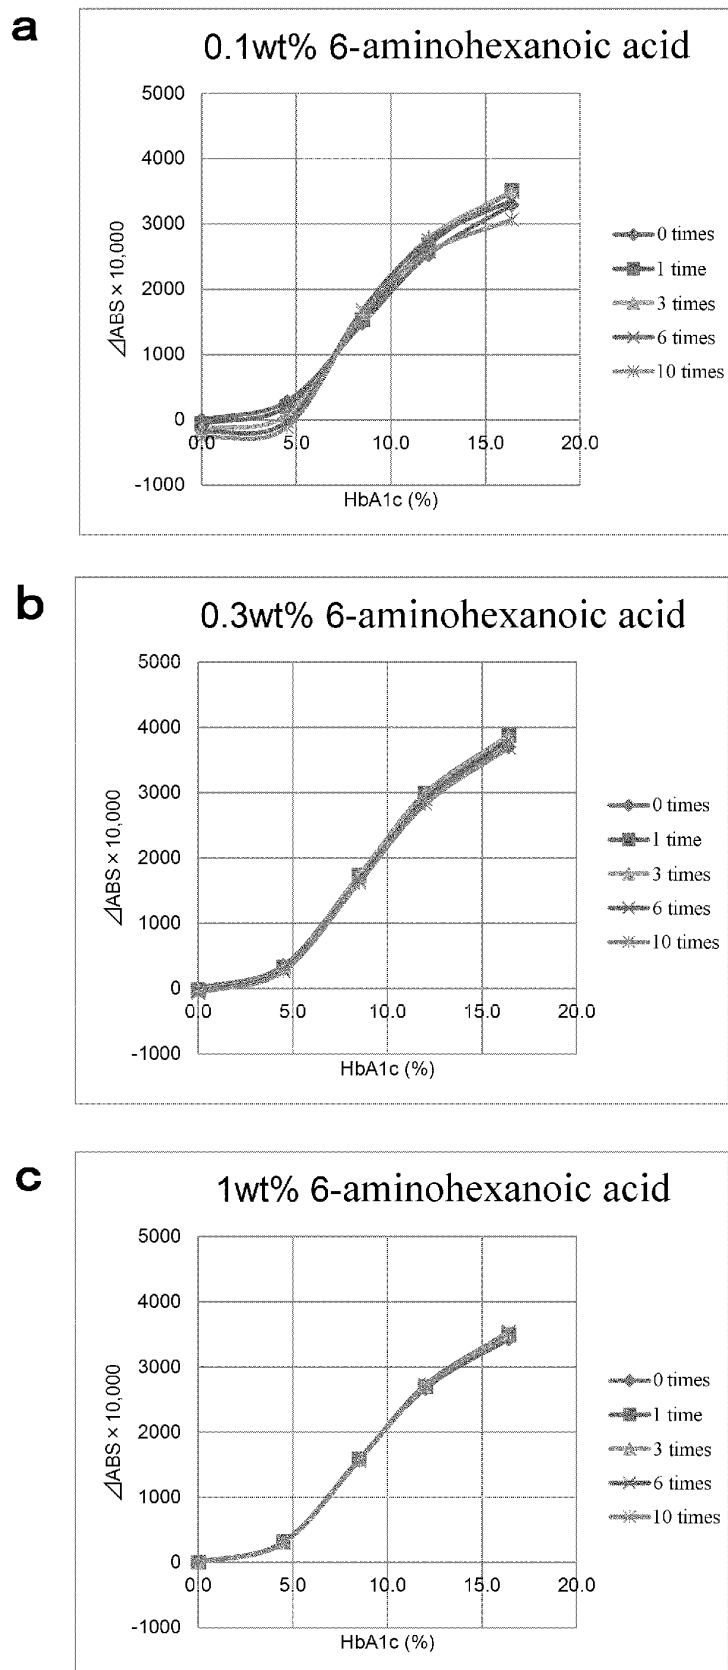 a
0.1wt% 6-aminohexanoic acid
5000
4000
3000
2000
1000
0
-1000
⊿ABS×10,000
0.0 5.0 10.0 15.0 20.0
HbA1c (%)
0 times
1 time
3 times
6 times
10 times
b
0.3wt% 6-aminohexanoic acid
5000
4000
3000
2000
1000
0
-1000
⊿ABS×10,000
0.0 5.0 10.0 15.0 20.0
HbA1c (%)
0 times
1 time
3 times
6 times
10 times
c
1wt% 6-aminohexanoic acid
5000
4000
3000
2000
1000
0
-1000
⊿ABS×10,000
0.0 5.0 10.0 15.0 20.0
HbA1c (%)
0 times
1 time
3 times
6 times
10 times